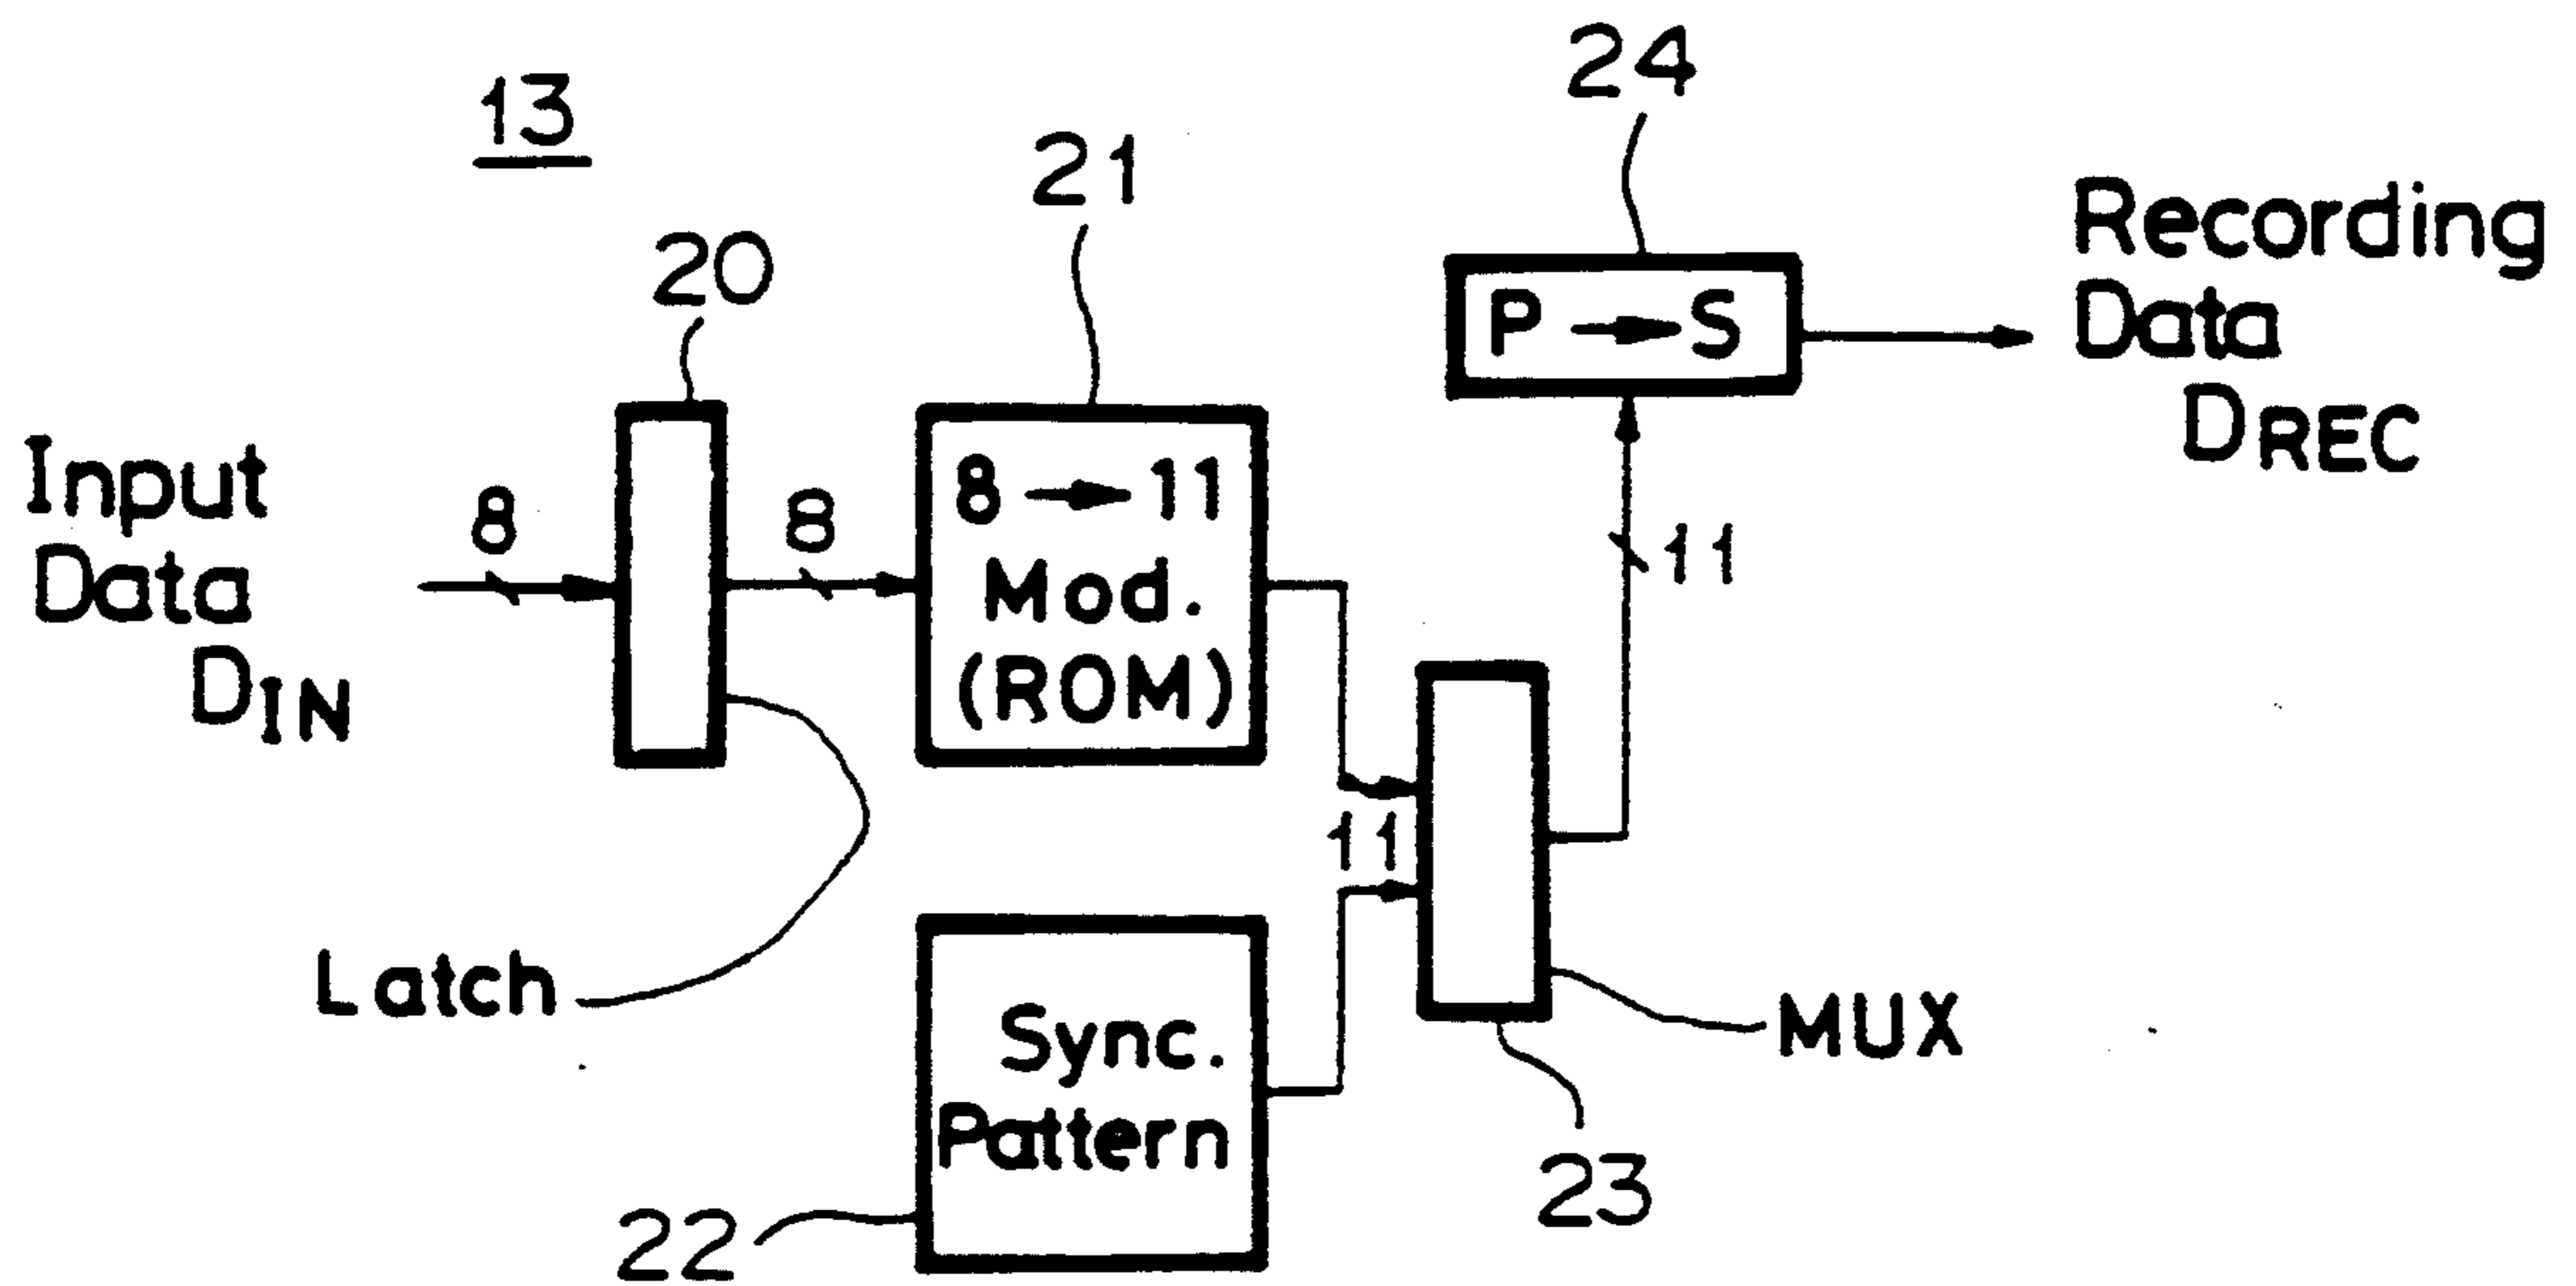 13
24
21
20
Recording
Data
DREC
P → S
Input
Data
DIN
8
8
8 → 11
Mod.
(ROM)
11
11
Latch
Sync.
Pattern
MUX
22
23